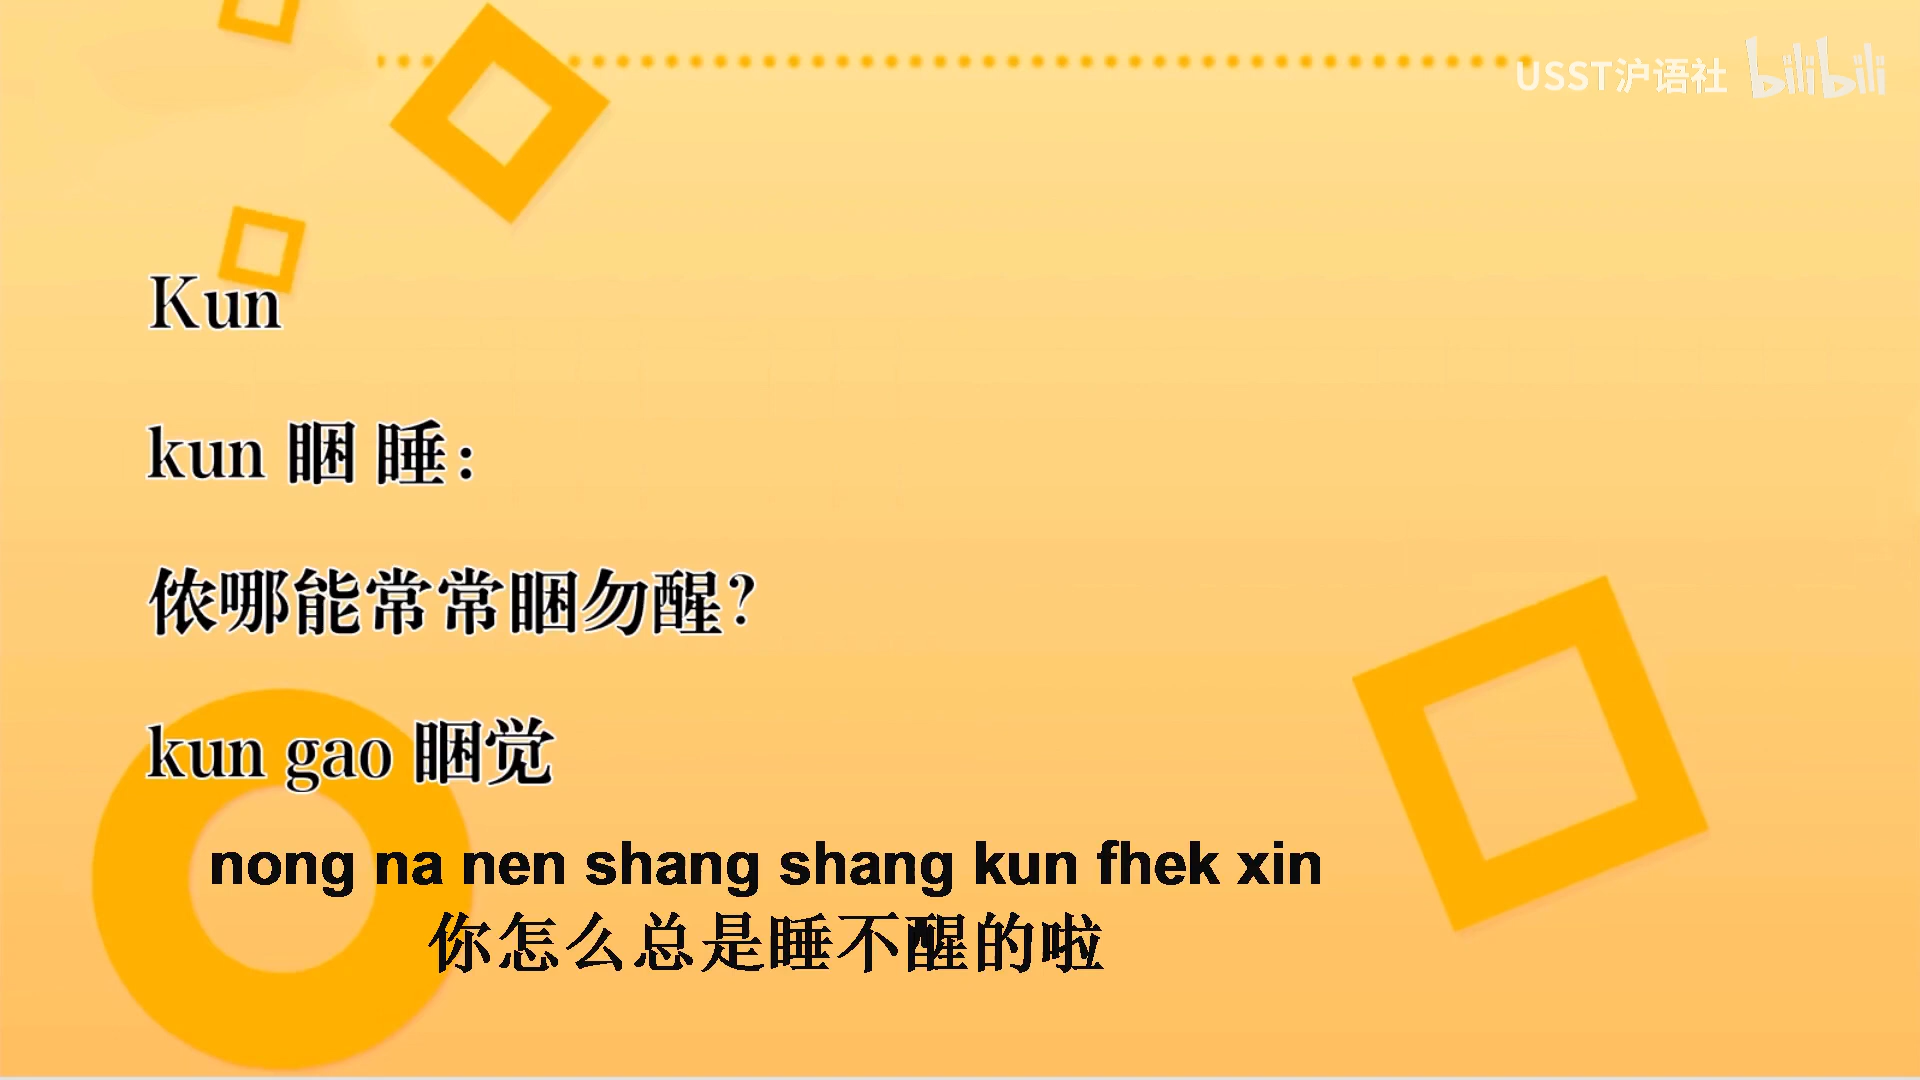 USST沪语社 bilibili
Kun
kun 睏 睡：
侬哪能常常睏勿醒？
kun gao 睏觉
nong na nen shang shang kun fhek xin
你怎么总是睡不醒的啦